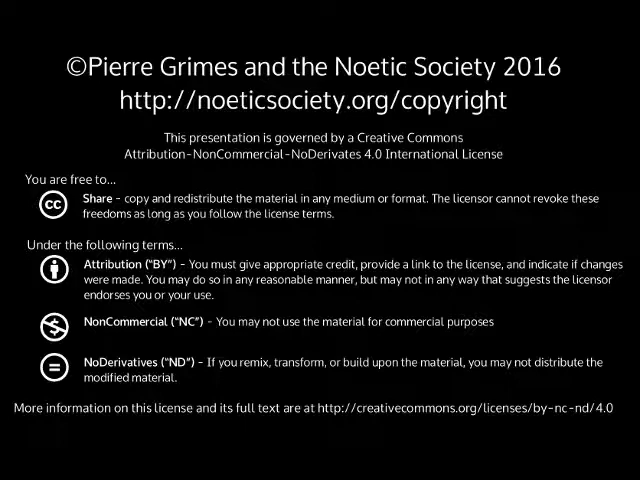 ©Pierre Grimes and the Noetic Society 2016
http://noeticsociety.org/copyright
This presentation is governed by a Creative Commons
Attribution-NonCommercial-NoDerivates 4.0 International License
You are free to...
Share - copy and redistribute the material in any medium or format. The licensor cannot revoke these
freedoms as long as you follow the license terms.
Under the following terms...
Attribution ("BY") - You must give appropriate credit, provide a link to the license, and indicate if changes
were made. You may do so in any reasonable manner, but may not in any way that suggests the licensor
endorses you or your use.
NonCommercial ("NC") - You may not use the material for commercial purposes
NoDerivatives ("ND") - If you remix, transform, or build upon the material, you may not distribute the
modified material.
More information on this license and its full text are at http://creativecommons.org/licenses/by-nc-nd/4.0